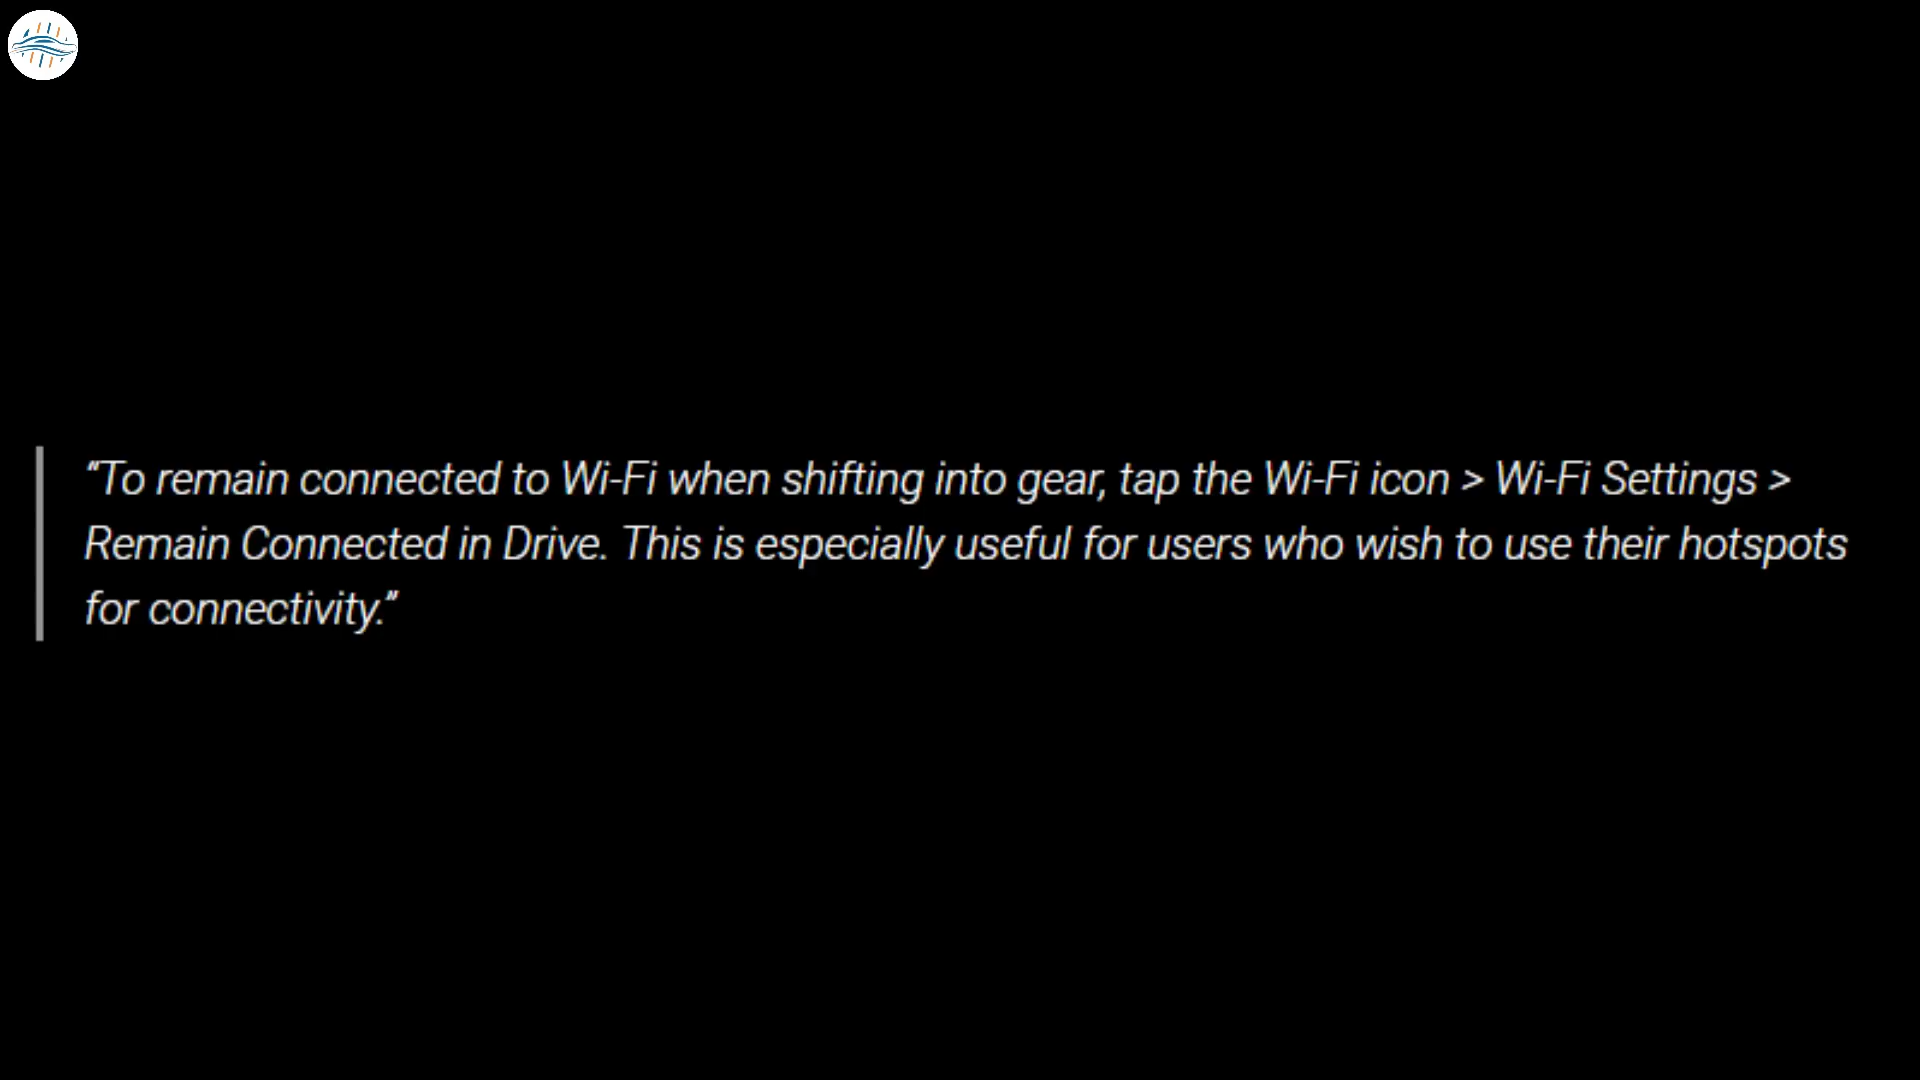 “To remain connected to Wi-Fi when shifting into gear, tap the Wi-Fi icon > Wi-Fi Settings >
Remain Connected in Drive. This is especially useful for users who wish to use their hotspots
for connectivity.”